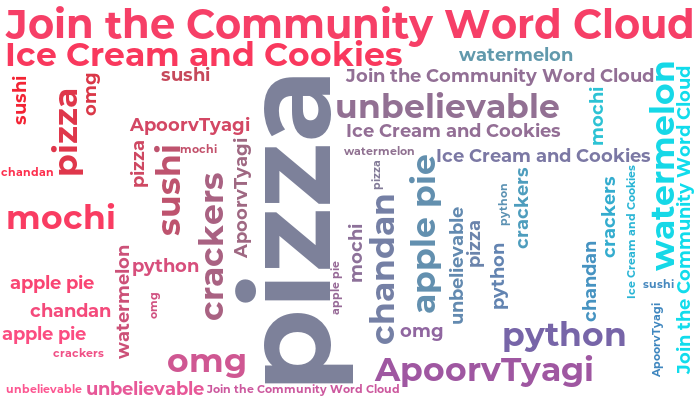 Join the Community Word Cloud
Ice Cream and Cookies
watermelon
sushi
pizza
omg
sushi
Join the Community Word Cloud
unbelievable
mochi
watermelon
Join the Community Word Cloud
ApoorvTyagi
Ice Cream and Cookies
pizza
mochi
sushi
ApoorvTyagi
pizza
watermelon
Ice Cream and Cookies
chandan
crackers
pizza
apple pie
python
crackers
crackers
Ice Cream and Cookies
mochi
chandan
mochi
unbelievable
pizza
python
chandan
watermelon
python
apple pie
apple pie
sushi
chandan
omg
ApoorvTyagi
apple pie
omg
python
crackers
omg
ApoorvTyagi
unbelievable
unbelievable
Join the Community Word Cloud